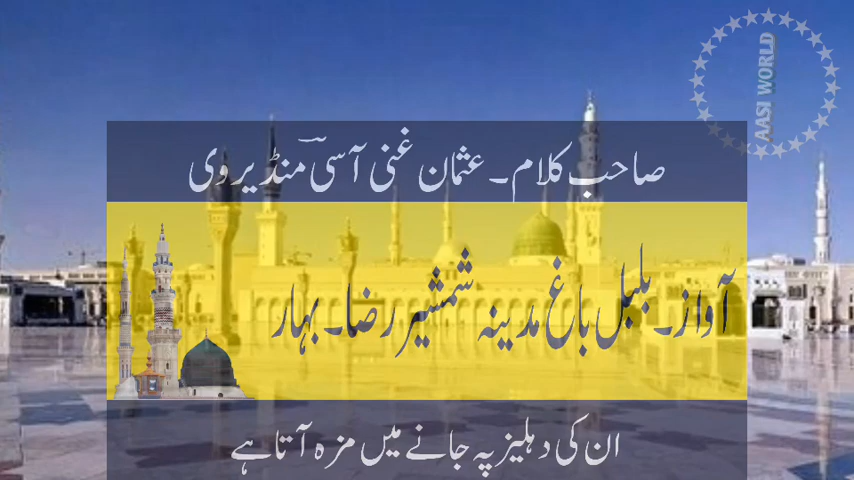 AASI WORLD
صاحب کلام۔ عثمان غنی آسیؔ منڈیروی
آواز۔ بلبل باغ مدینہ شمشیر رضا۔ بہار
ان کی دہلیز پہ جانے میں مزہ آتا ہے